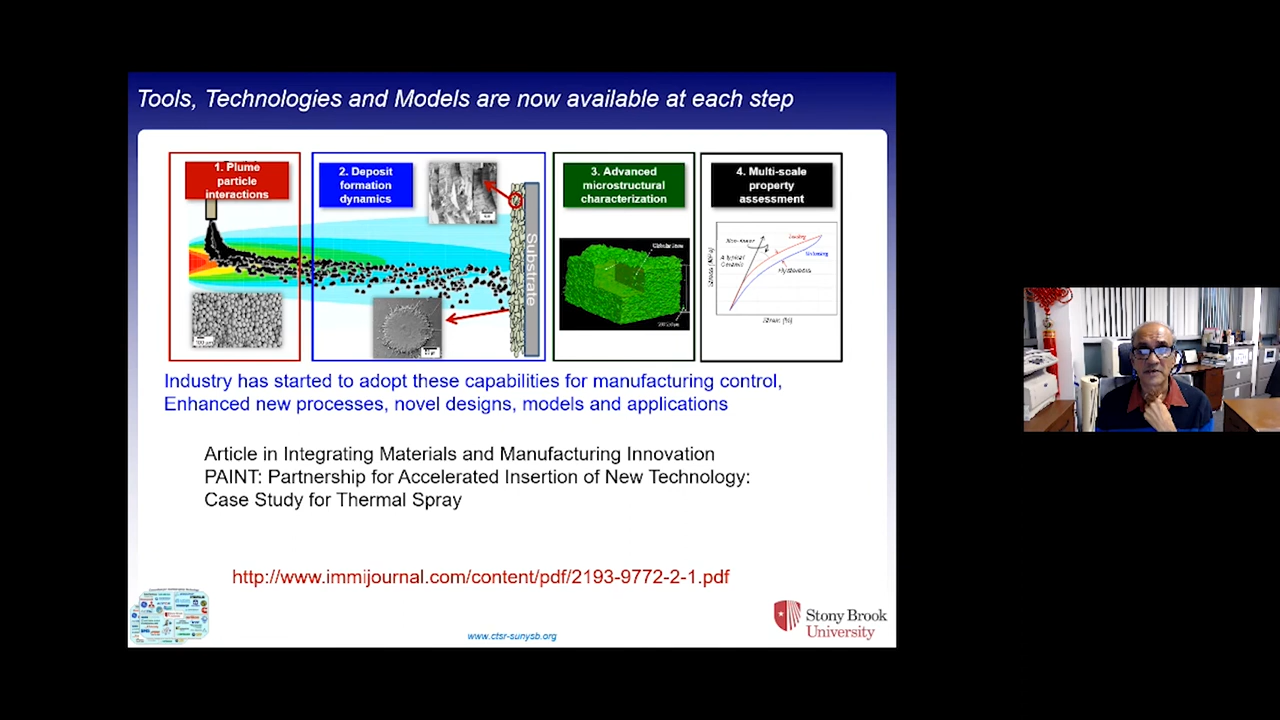 Tools, Technologies and Models are now available at each step
1. Plume
particle
interactions
2. Deposit
formation
dynamics
Substrate
3. Advanced
microstructural
characterization
4. Multi-scale
property
assessment
Loading
Unloading
Hysteresis
Industry has started to adopt these capabilities for manufacturing control,
Enhanced new processes, novel designs, models and applications
Article in Integrating Materials and Manufacturing Innovation
PAINT: Partnership for Accelerated Insertion of New Technology:
Case Study for Thermal Spray
http://www.immijournal.com/content/pdf/2193-9772-2-1.pdf
www.ctsr-sunysb.org
Stony Brook
University